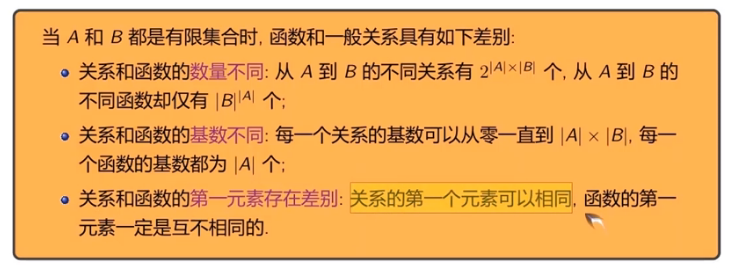 当 A 和 B 都是有限集合时, 函数和一般关系具有如下差别:
关系和函数的数量不同: 从 A 到 B 的不同关系有 2^{|A|×|B|} 个, 从 A 到 B 的
不同函数却仅有 |B|^{|A|} 个;
关系和函数的基数不同: 每一个关系的基数可以从零一直到 |A| × |B|, 每一
个函数的基数都为 |A| 个;
关系和函数的第一元素存在差别: 关系的第一个元素可以相同, 函数的第一
元素一定是互不相同的.